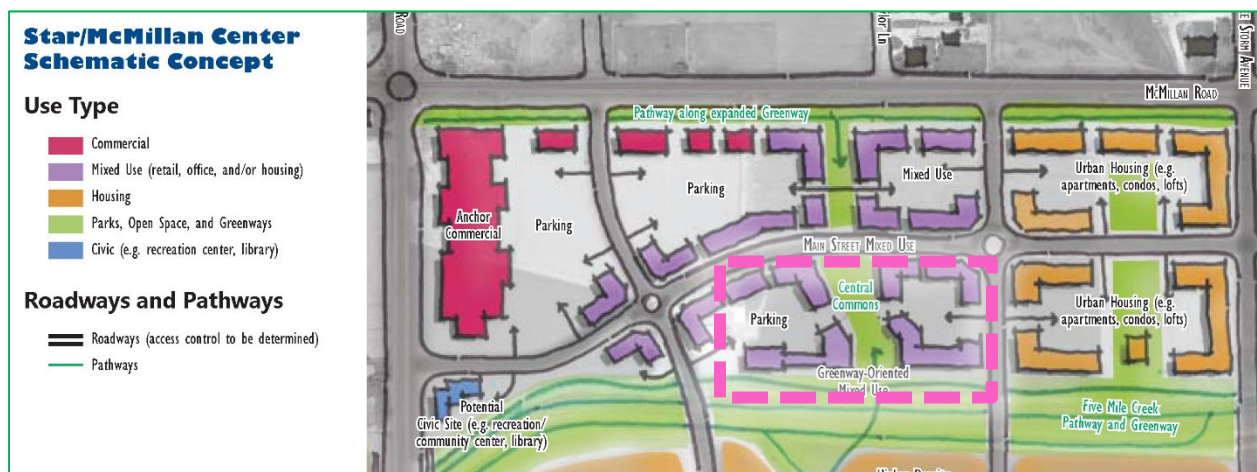 Star/McMillan Center
Schematic Concept
Use Type
Commercial
Mixed Use (retail, office, and/or housing)
Housing
Parks, Open Space, and Greenways
Civic (e.g. recreation center, library)
Roadways and Pathways
Roadways (access control to be determined)
Pathways
ROAD
LN
STORM AVENUE
MCMILLAN ROAD
Pathway along expanded Greenway
Parking
Mixed Use
Urban Housing (e.g.
apartments, condos, lofts)
Anchor
Commercial
Parking
MAIN STREET MIXED USE
Central
Commons
Parking
Urban Housing (e.g.
apartments, condos, lofts)
Greenway-Oriented
Mixed Use
Potential
Civic Site (e.g. recreation/
community center, library)
Five Mile Creek
Pathway and Greenway